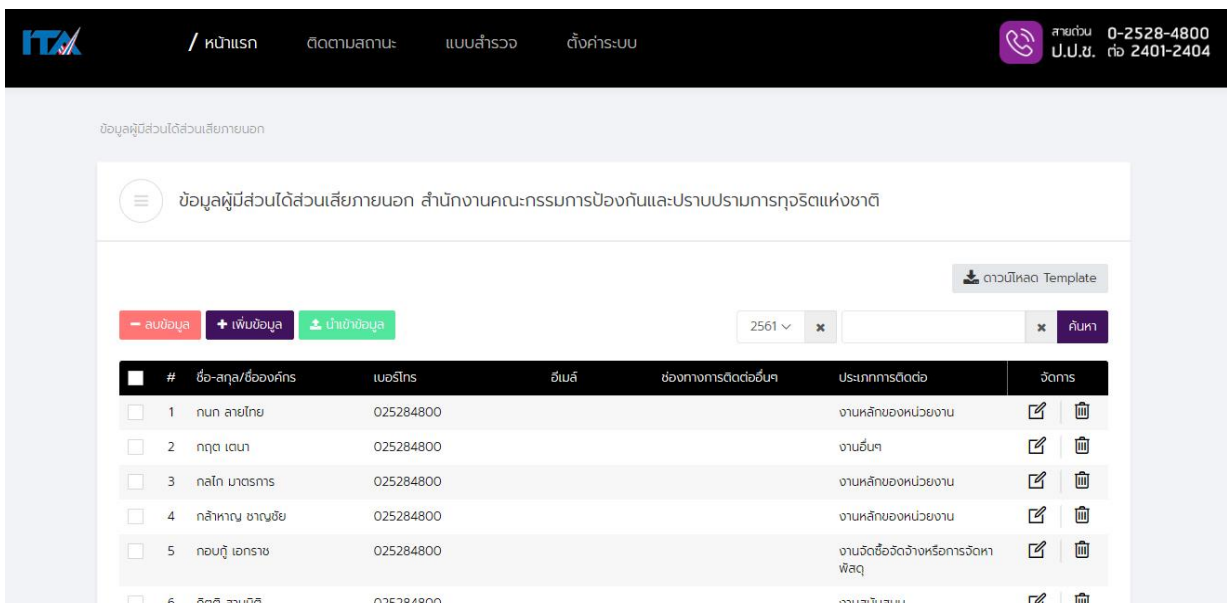 ITA / หน้าแรก ติดตามสถานะ แบบสำรวจ ตั้งค่าระบบ สายด่วน 0-2528-4800
ป.ป.ช. ต่อ 2401-2404
ข้อมูลผู้มีส่วนได้ส่วนเสียภายนอก
ข้อมูลผู้มีส่วนได้ส่วนเสียภายนอก สำนักงานคณะกรรมการป้องกันและปราบปรามการทุจริตแห่งชาติ
ดาวน์โหลด Template
ลบข้อมูล เพิ่มข้อมูล นำเข้าข้อมูล 2561 ค้นหา
# ชื่อ-สกุล/ชื่อองค์กร เบอร์โทร อีเมล์ ช่องทางการติดต่ออื่นๆ ประเภทการติดต่อ จัดการ
1 กนก ลายไทย 025284800 งานหลักของหน่วยงาน
2 กฤต เตนา 025284800 งานอื่นๆ
3 กลไก มาตรการ 025284800 งานหลักของหน่วยงาน
4 กล้าหาญ ชาญชัย 025284800 งานหลักของหน่วยงาน
5 กอบกู้ เอกราช 025284800 งานจัดซื้อจัดจ้างหรือการจัดหา
พัสดุ
6 025284800